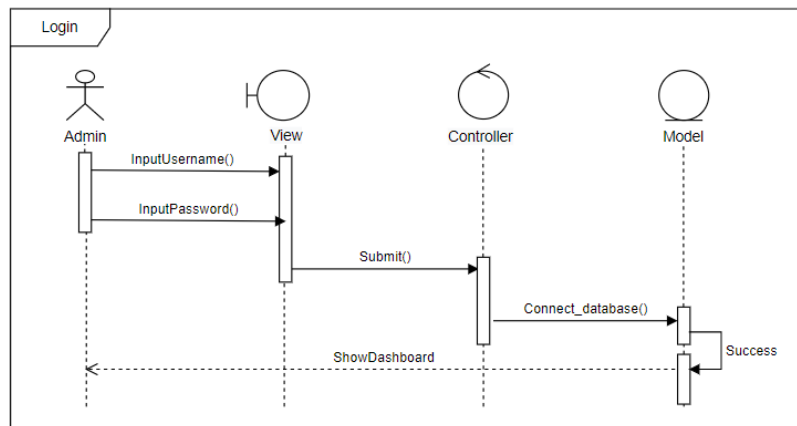 Login
Admin
View
Controller
Model
InputUsername()
InputPassword()
Submit()
Connect_database()
Success
ShowDashboard